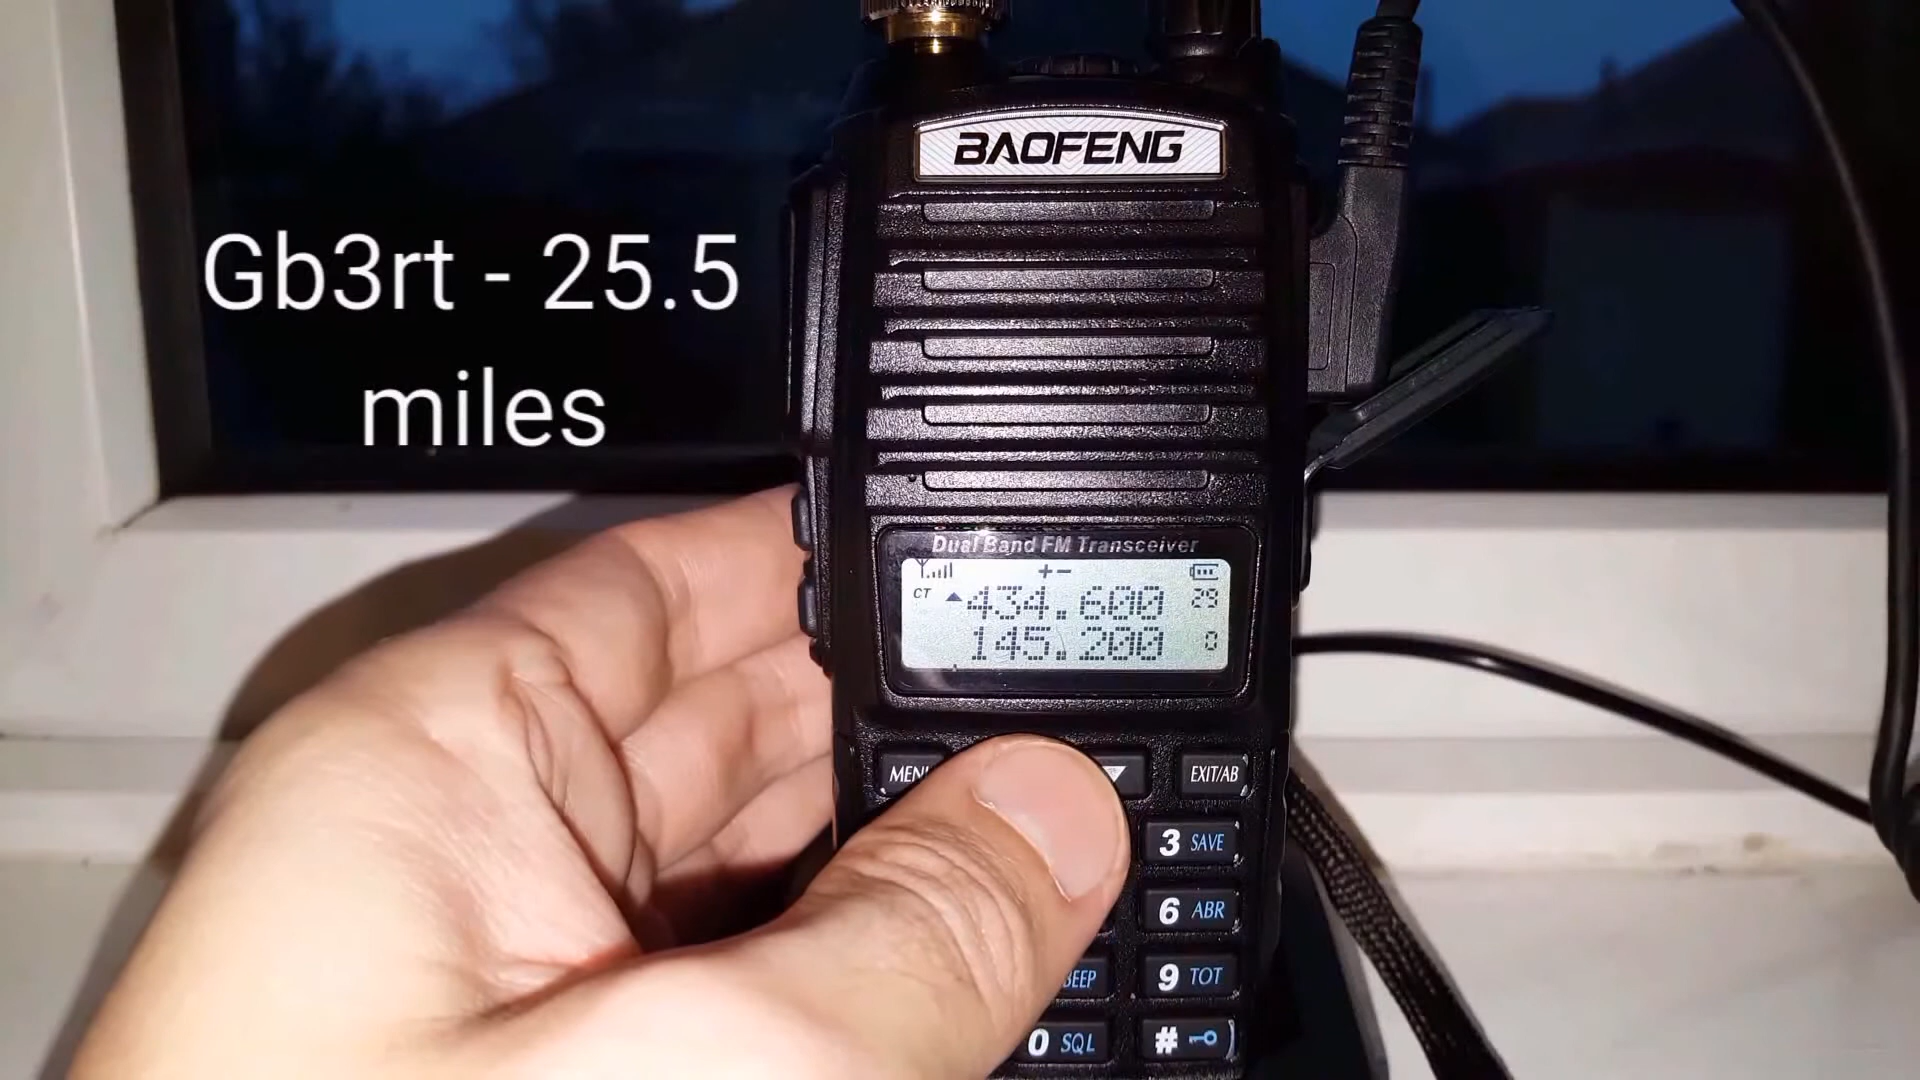 BAOFENG
Gb3rt - 25.5
miles
Dual Band FM Transceiver
+-
CT ▲434.600 29
145.200 0
MENU EXIT/AB
3 SAVE
6 ABR
BEEP 9 TOT
0 SQL #